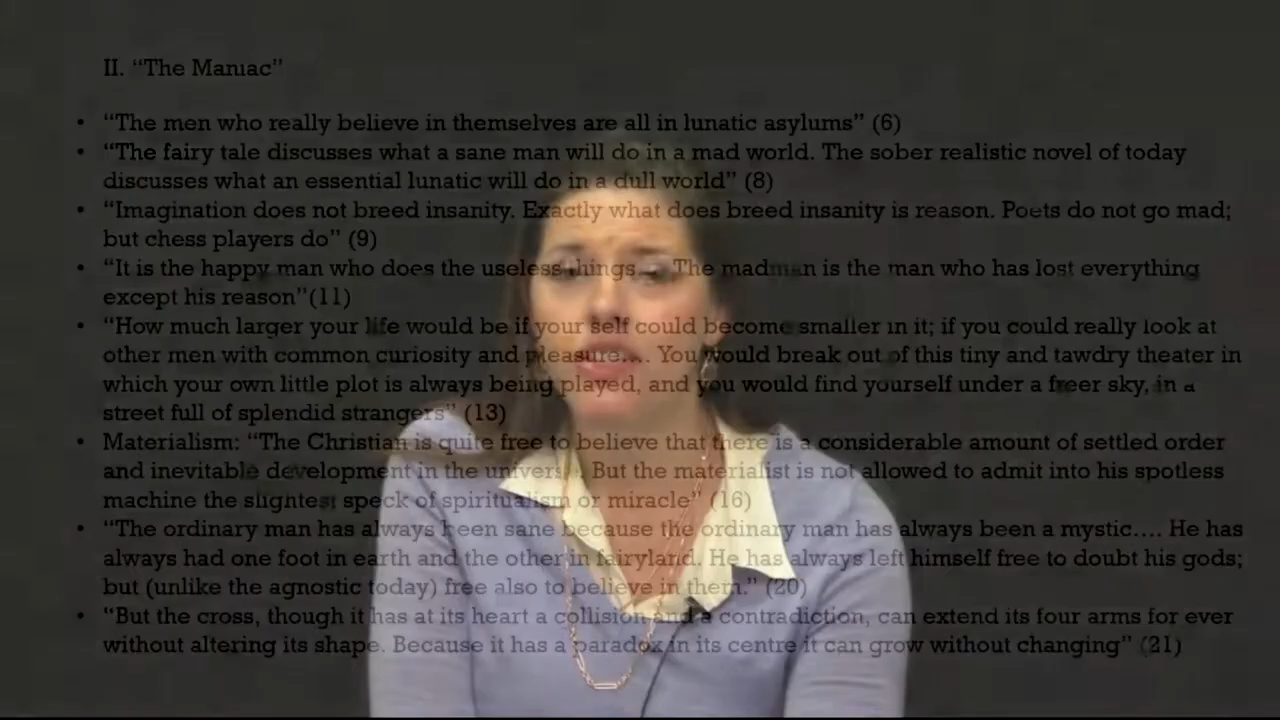 II. “The Maniac”
• “The men who really believe in themselves are all in lunatic asylums” (6)
• “The fairy tale discusses what a sane man will do in a mad world. The sober realistic novel of today
discusses what an essential lunatic will do in a dull world” (8)
• “Imagination does not breed insanity. Exactly what does breed insanity is reason. Poets do not go mad;
but chess players do” (9)
• “It is the happy man who does the useless things…. The madman is the man who has lost everything
except his reason”(11)
• “How much larger your life would be if your self could become smaller in it; if you could really look at
other men with common curiosity and pleasure…. You would break out of this tiny and tawdry theater in
which your own little plot is always being played, and you would find yourself under a freer sky, in a
street full of splendid strangers” (13)
• Materialism: “The Christian is quite free to believe that there is a considerable amount of settled order
and inevitable development in the universe. But the materialist is not allowed to admit into his spotless
machine the slightest speck of spiritualism or miracle” (16)
• “The ordinary man has always been sane because the ordinary man has always been a mystic…. He has
always had one foot in earth and the other in fairyland. He has always left himself free to doubt his gods;
but (unlike the agnostic today) free also to believe in them.” (20)
• “But the cross, though it has at its heart a collision and a contradiction, can extend its four arms for ever
without altering its shape. Because it has a paradox in its centre it can grow without changing” (21)